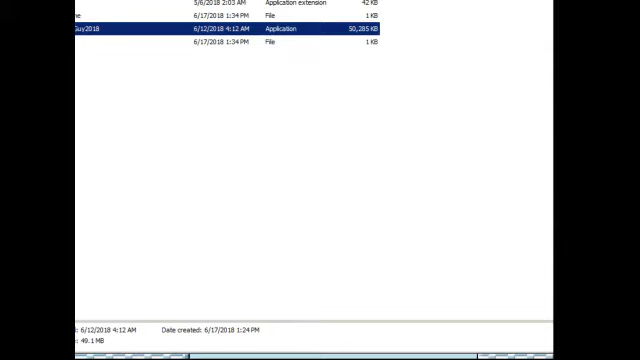 5/6/2018 2:03 AM Application extension 42 KB
ne 6/17/2018 1:34 PM File 1 KB
Guy2018 6/12/2018 4:12 AM Application 50,285 KB
6/17/2018 1:34 PM File 1 KB
d: 6/12/2018 4:12 AM Date created: 6/17/2018 1:24 PM
e: 49.1 MB